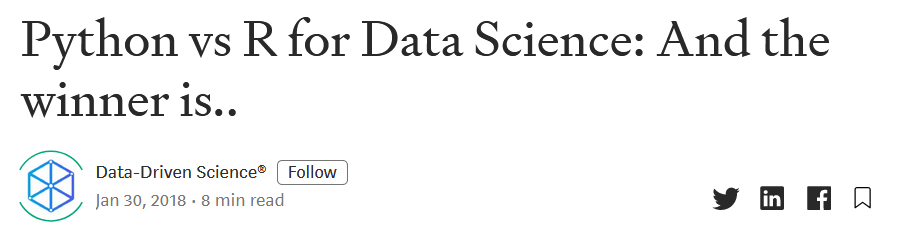 Python vs R for Data Science: And the
winner is..
Data-Driven Science® Follow
Jan 30, 2018 · 8 min read